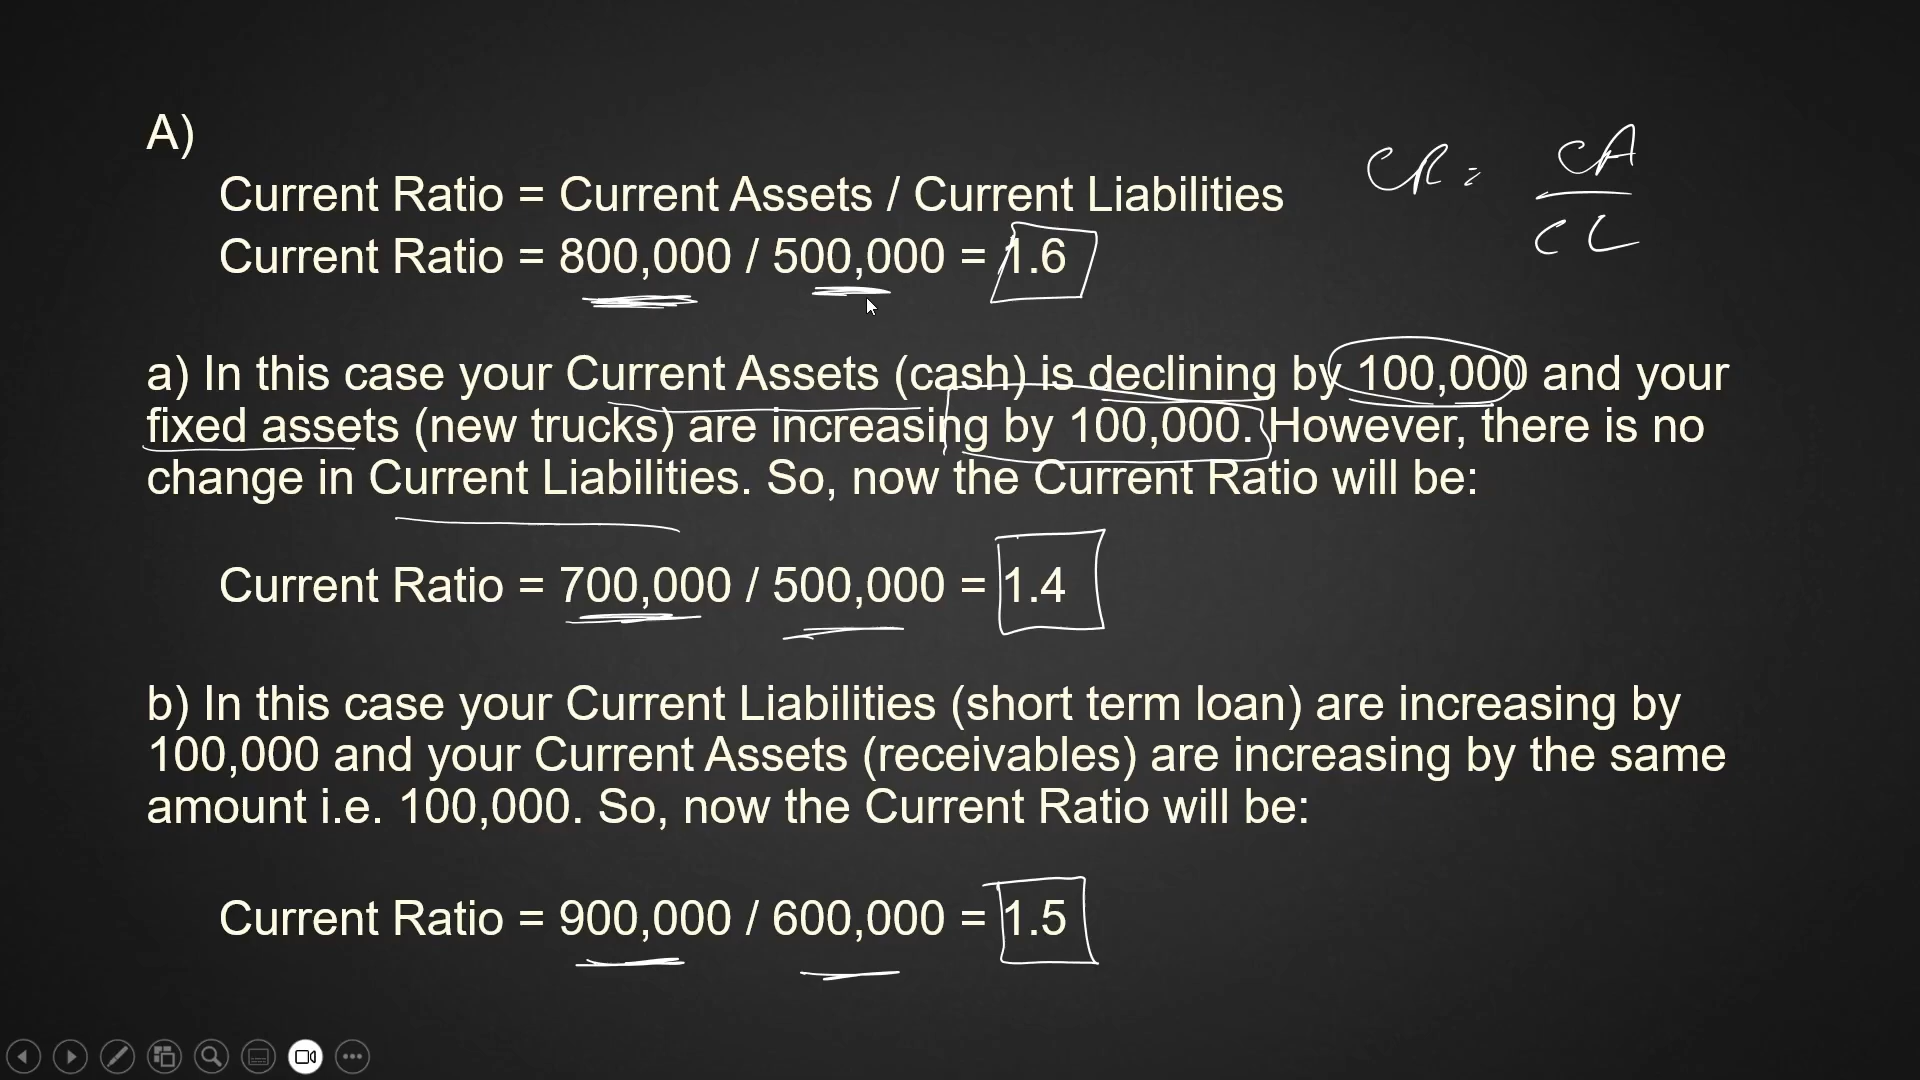 A)
Current Ratio = Current Assets / Current Liabilities
CR = CA
CL
Current Ratio = 800,000 / 500,000 = 1.6
a) In this case your Current Assets (cash) is declining by 100,000 and your
fixed assets (new trucks) are increasing by 100,000. However, there is no
change in Current Liabilities. So, now the Current Ratio will be:
Current Ratio = 700,000 / 500,000 = 1.4
b) In this case your Current Liabilities (short term loan) are increasing by
100,000 and your Current Assets (receivables) are increasing by the same
amount i.e. 100,000. So, now the Current Ratio will be:
Current Ratio = 900,000 / 600,000 = 1.5